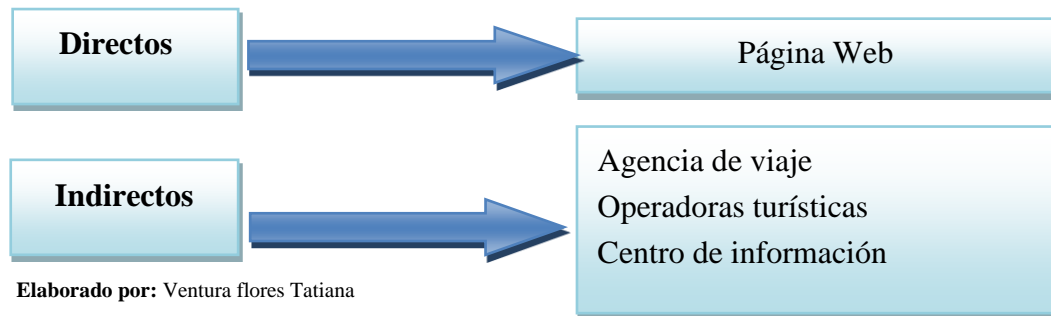 Directos
Página Web
Indirectos
Agencia de viaje
Operadoras turísticas
Centro de información
Elaborado por: Ventura flores Tatiana